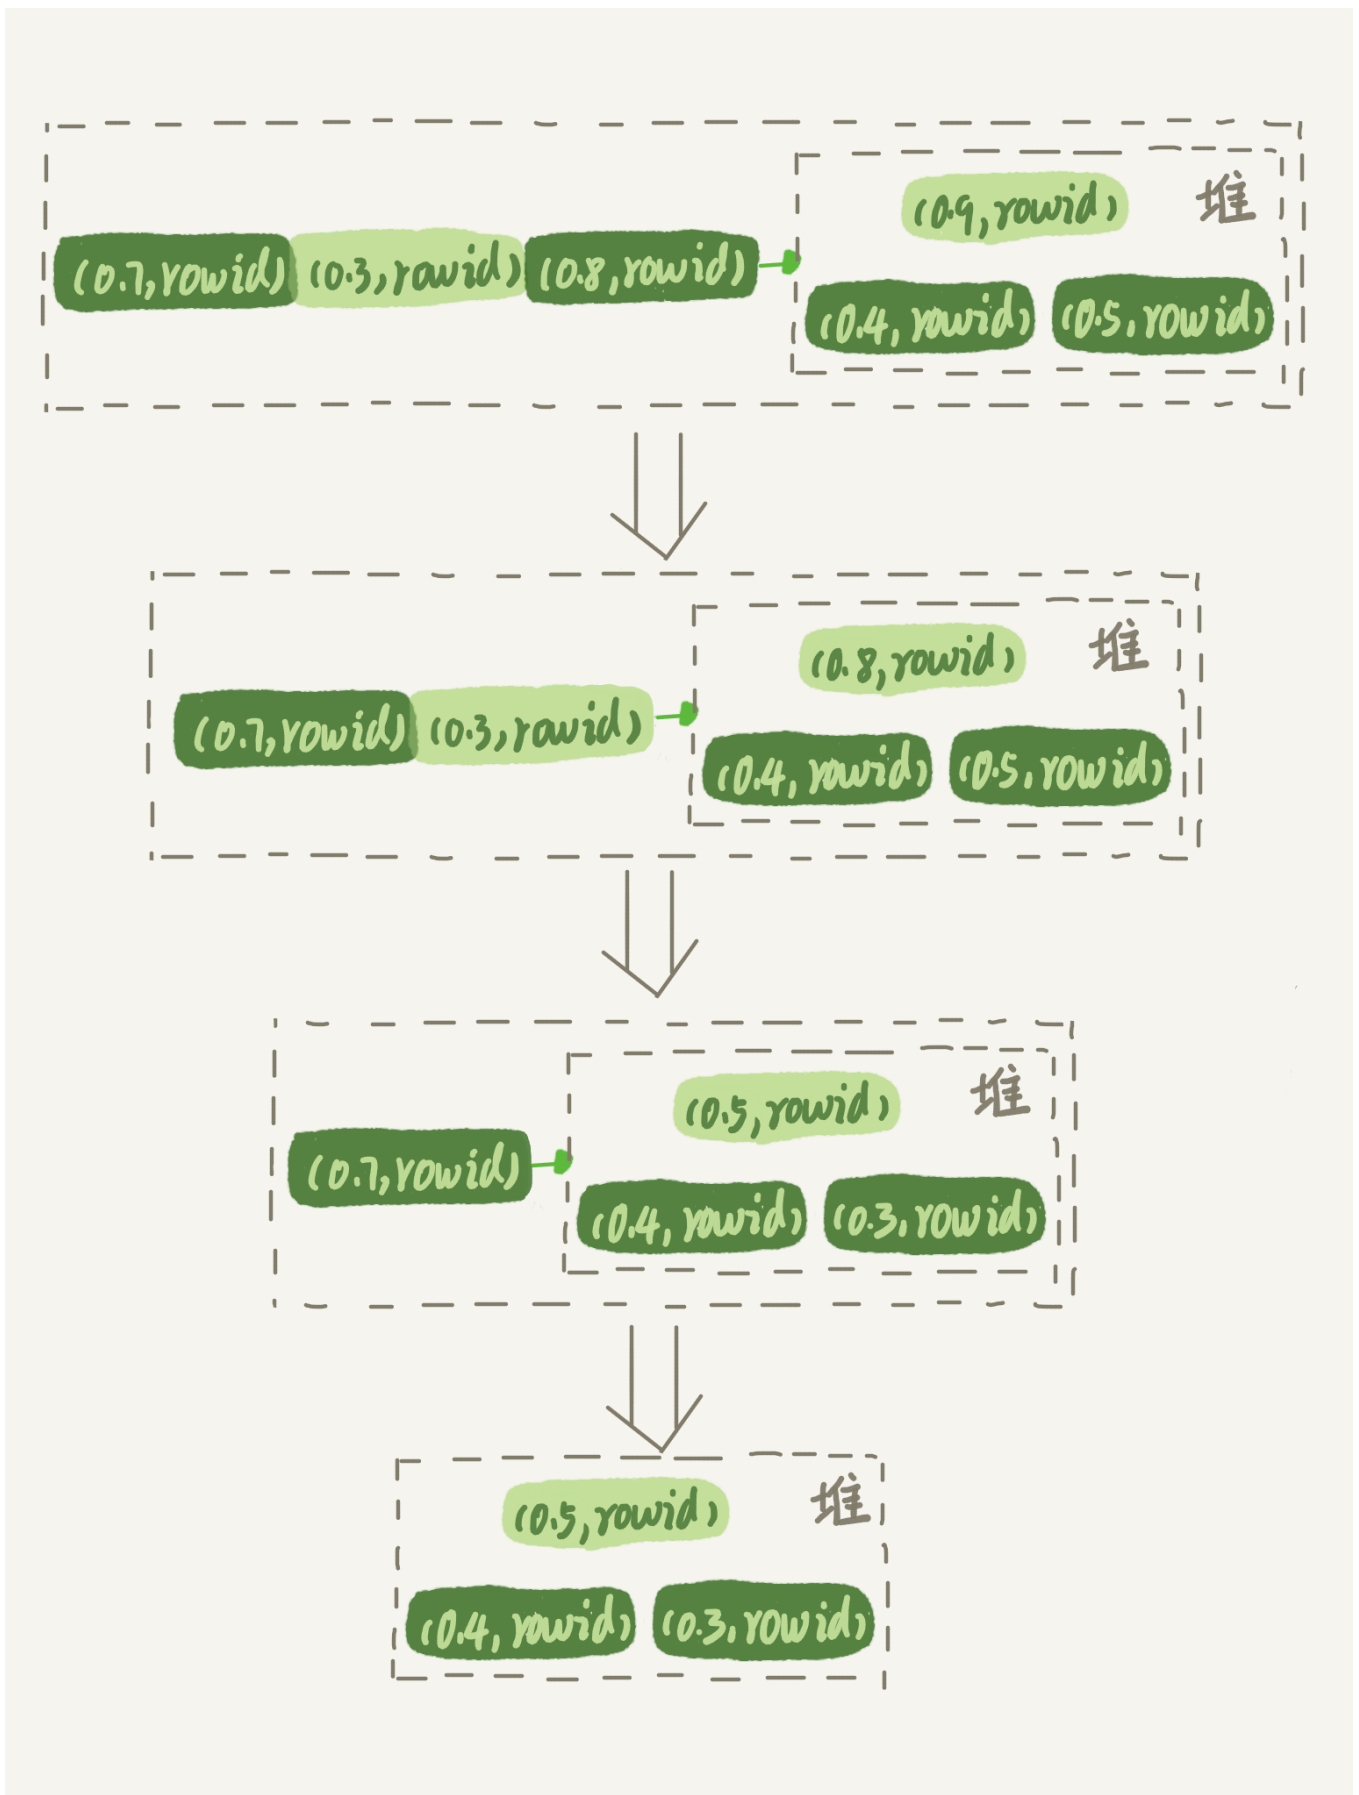 (0.9,rowid) 堆
(0.7,rowid) (0.3,rowid) (0.8,rowid)
(0.4,rowid) (0.5,rowid)
(0.8,rowid) 堆
(0.7,rowid) (0.3,rowid)
(0.4,rowid) (0.5,rowid)
(0.5,rowid) 堆
(0.7,rowid)
(0.4,rowid) (0.3,rowid)
(0.5,rowid) 堆
(0.4,rowid) (0.3,rowid)